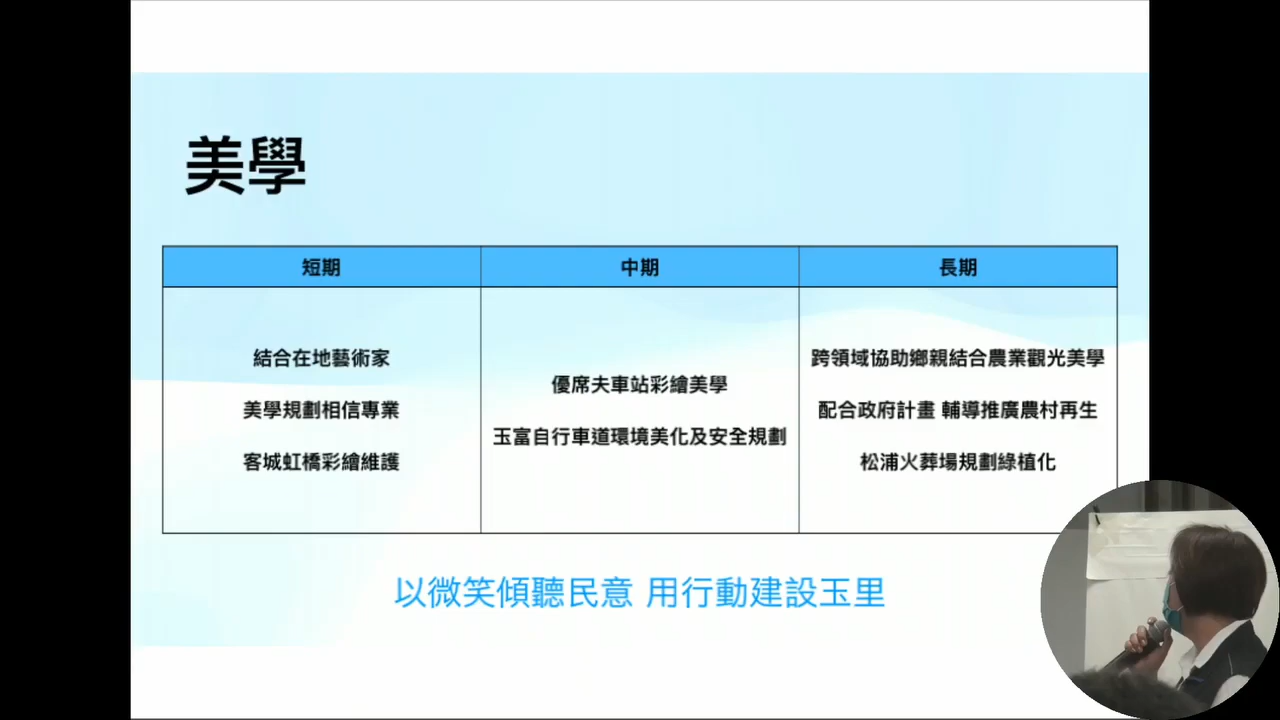 美學
短期 中期 長期
結合在地藝術家
美學規劃相信專業
客城虹橋彩繪維護
優席夫車站彩繪美學
玉富自行車道環境美化及安全規劃
跨領域協助鄉親結合農業觀光美學
配合政府計畫 輔導推廣農村再生
松浦火葬場規劃綠植化
以微笑傾聽民意 用行動建設玉里